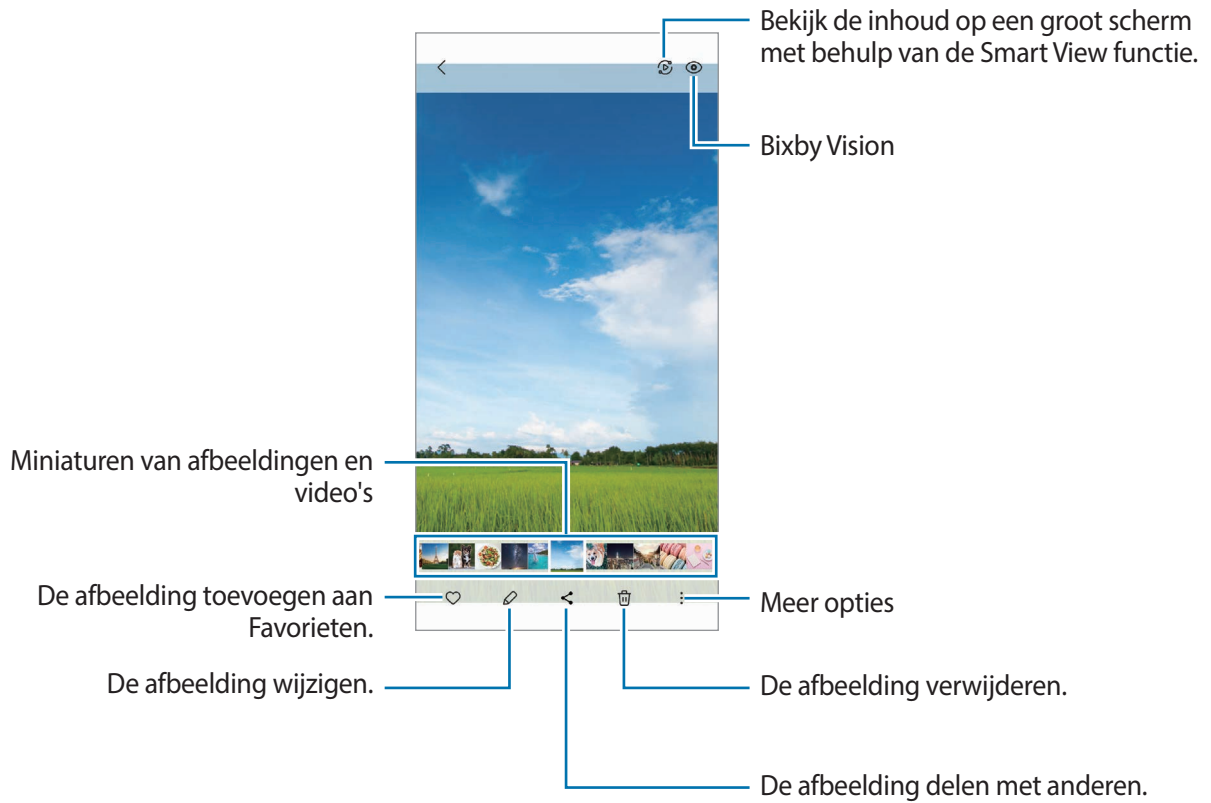 Bekijk de inhoud op een groot scherm
met behulp van de Smart View functie.
Bixby Vision
Miniaturen van afbeeldingen en
video's
De afbeelding toevoegen aan
Favorieten.
Meer opties
De afbeelding wijzigen.
De afbeelding verwijderen.
De afbeelding delen met anderen.